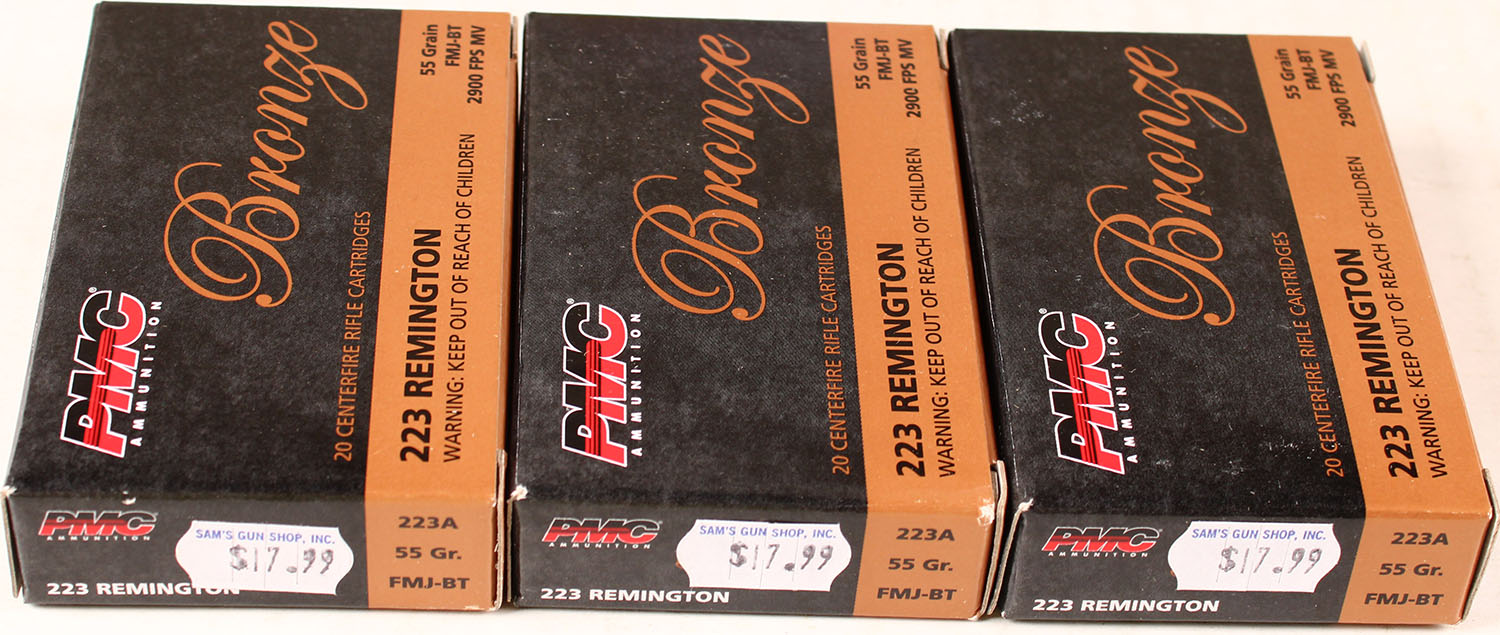 PMC®
AMMUNITION
Bronze
20 CENTERFIRE RIFLE CARTRIDGES
223 REMINGTON
WARNING: KEEP OUT OF REACH OF CHILDREN
55 Grain
FMJ-BT
2900 FPS MV
PMC
AMMUNITION
223 REMINGTON
SAM'S GUN SHOP, INC.
$17.99
223A
55 Gr.
FMJ-BT
PMC®
AMMUNITION
Bronze
20 CENTERFIRE RIFLE CARTRIDGES
223 REMINGTON
WARNING: KEEP OUT OF REACH OF CHILDREN
55 Grain
FMJ-BT
2900 FPS MV
PMC
AMMUNITION
223 REMINGTON
SAM'S GUN SHOP, INC.
$17.99
223A
55 Gr.
FMJ-BT
PMC®
AMMUNITION
Bronze
20 CENTERFIRE RIFLE CARTRIDGES
223 REMINGTON
WARNING: KEEP OUT OF REACH OF CHILDREN
55 Grain
FMJ-BT
2900 FPS MV
PMC
AMMUNITION
223 REMINGTON
SAM'S GUN SHOP, INC.
$17.99
223A
55 Gr.
FMJ-BT